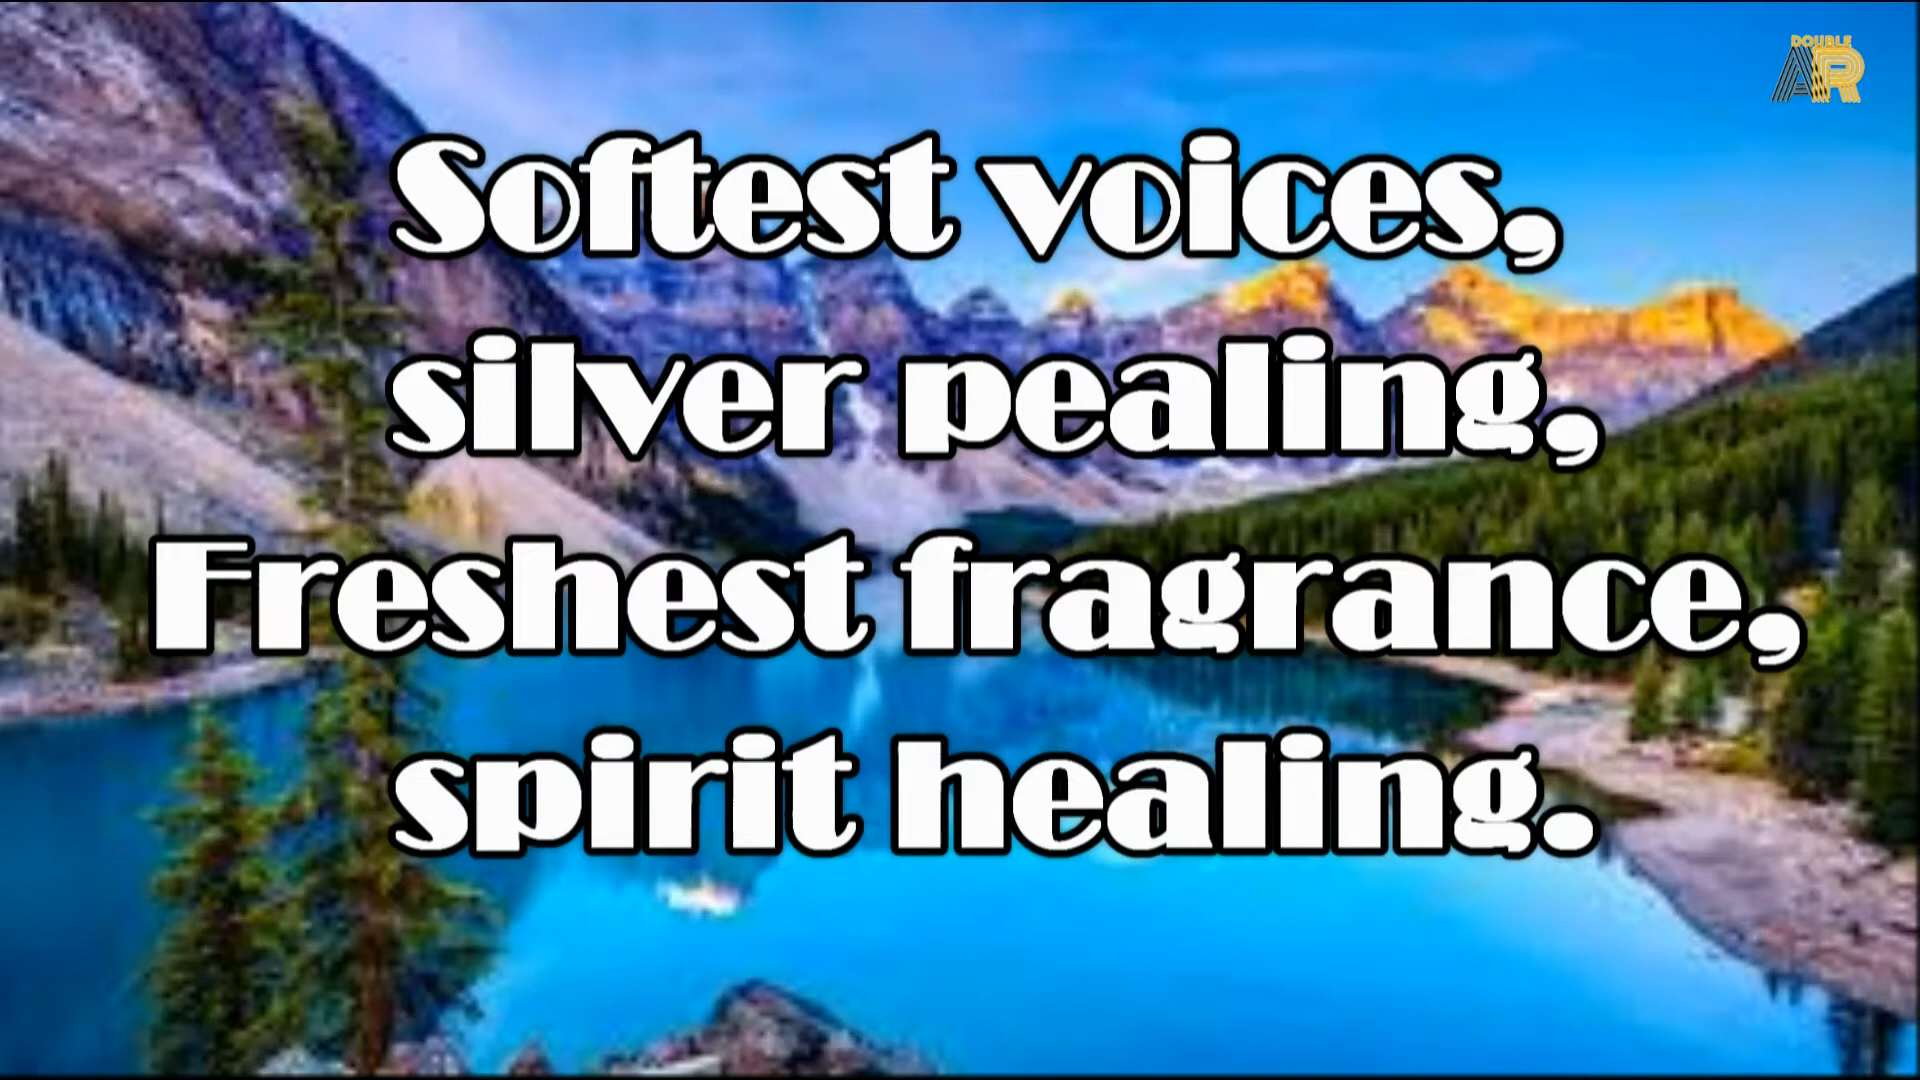 DOUBLE
AR
Softest voices,
silver pealing,
Freshest fragrance,
spirit healing.